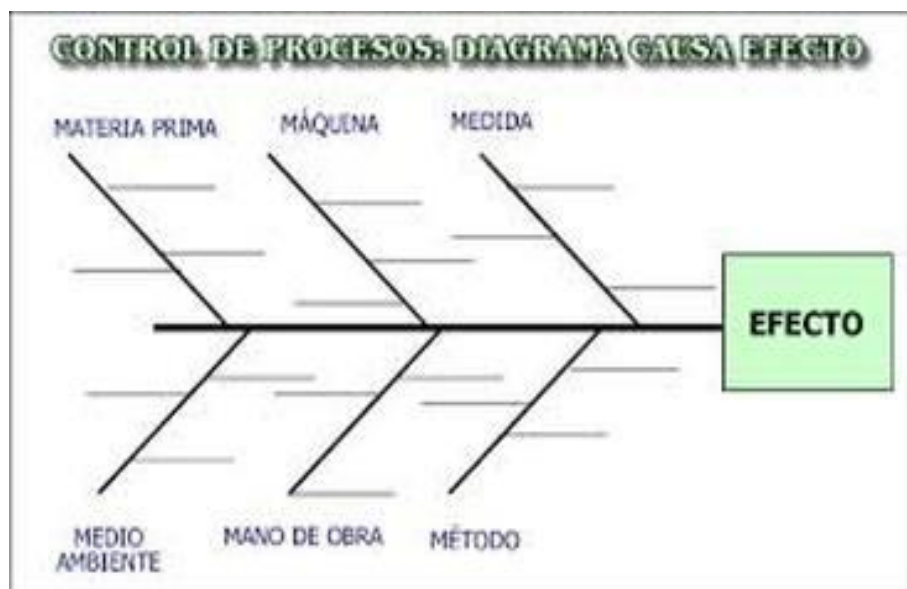 CONTROL DE PROCESOS: DIAGRAMA CAUSA EFECTO
MATERIA PRIMA
MÁQUINA
MEDIDA
EFECTO
MEDIO
AMBIENTE
MANO DE OBRA
MÉTODO